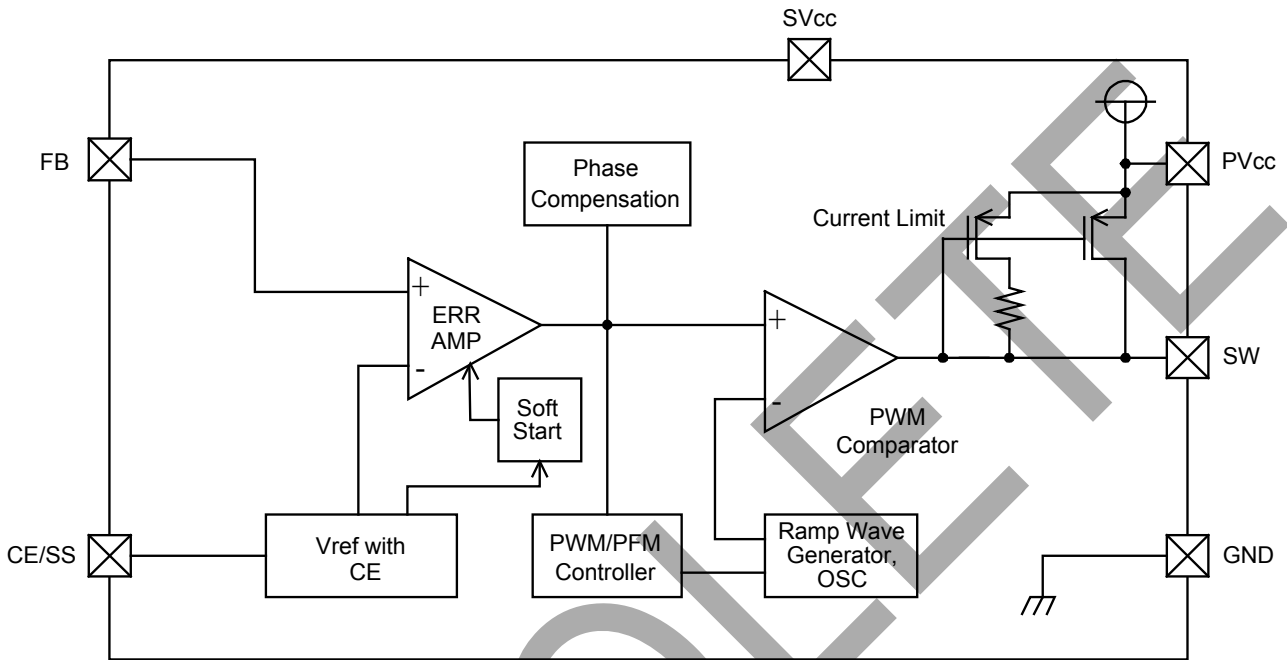 SVcc
FB
PVcc
Phase
Compensation
Current Limit
+
ERR
AMP
-
+
-
SW
Soft
Start
PWM
Comparator
CE/SS
Vref with
CE
PWM/PFM
Controller
Ramp Wave
Generator,
OSC
GND